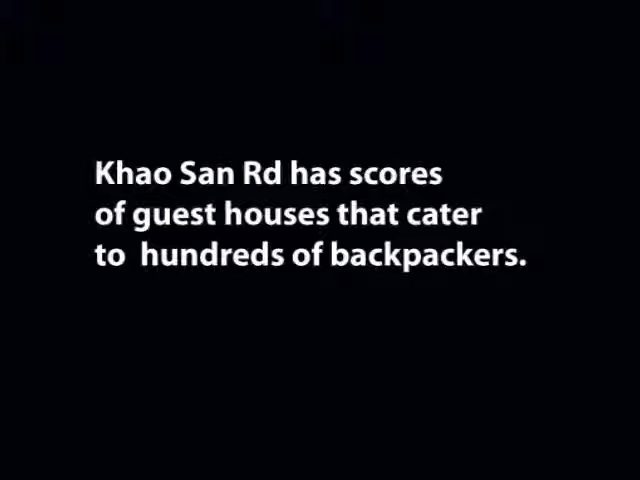 Khao San Rd has scores
of guest houses that cater
to  hundreds of backpackers.